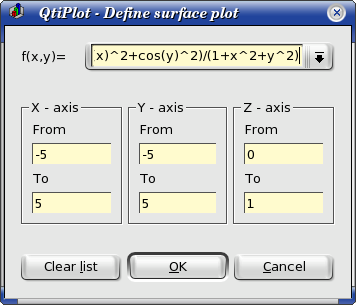 QtiPlot - Define surface plot
f(x,y)= x)^2+cos(y)^2)/(1+x^2+y^2)
X - axis Y - axis Z - axis
From From From
-5 -5 0
To To To
5 5 1
Clear list OK Cancel